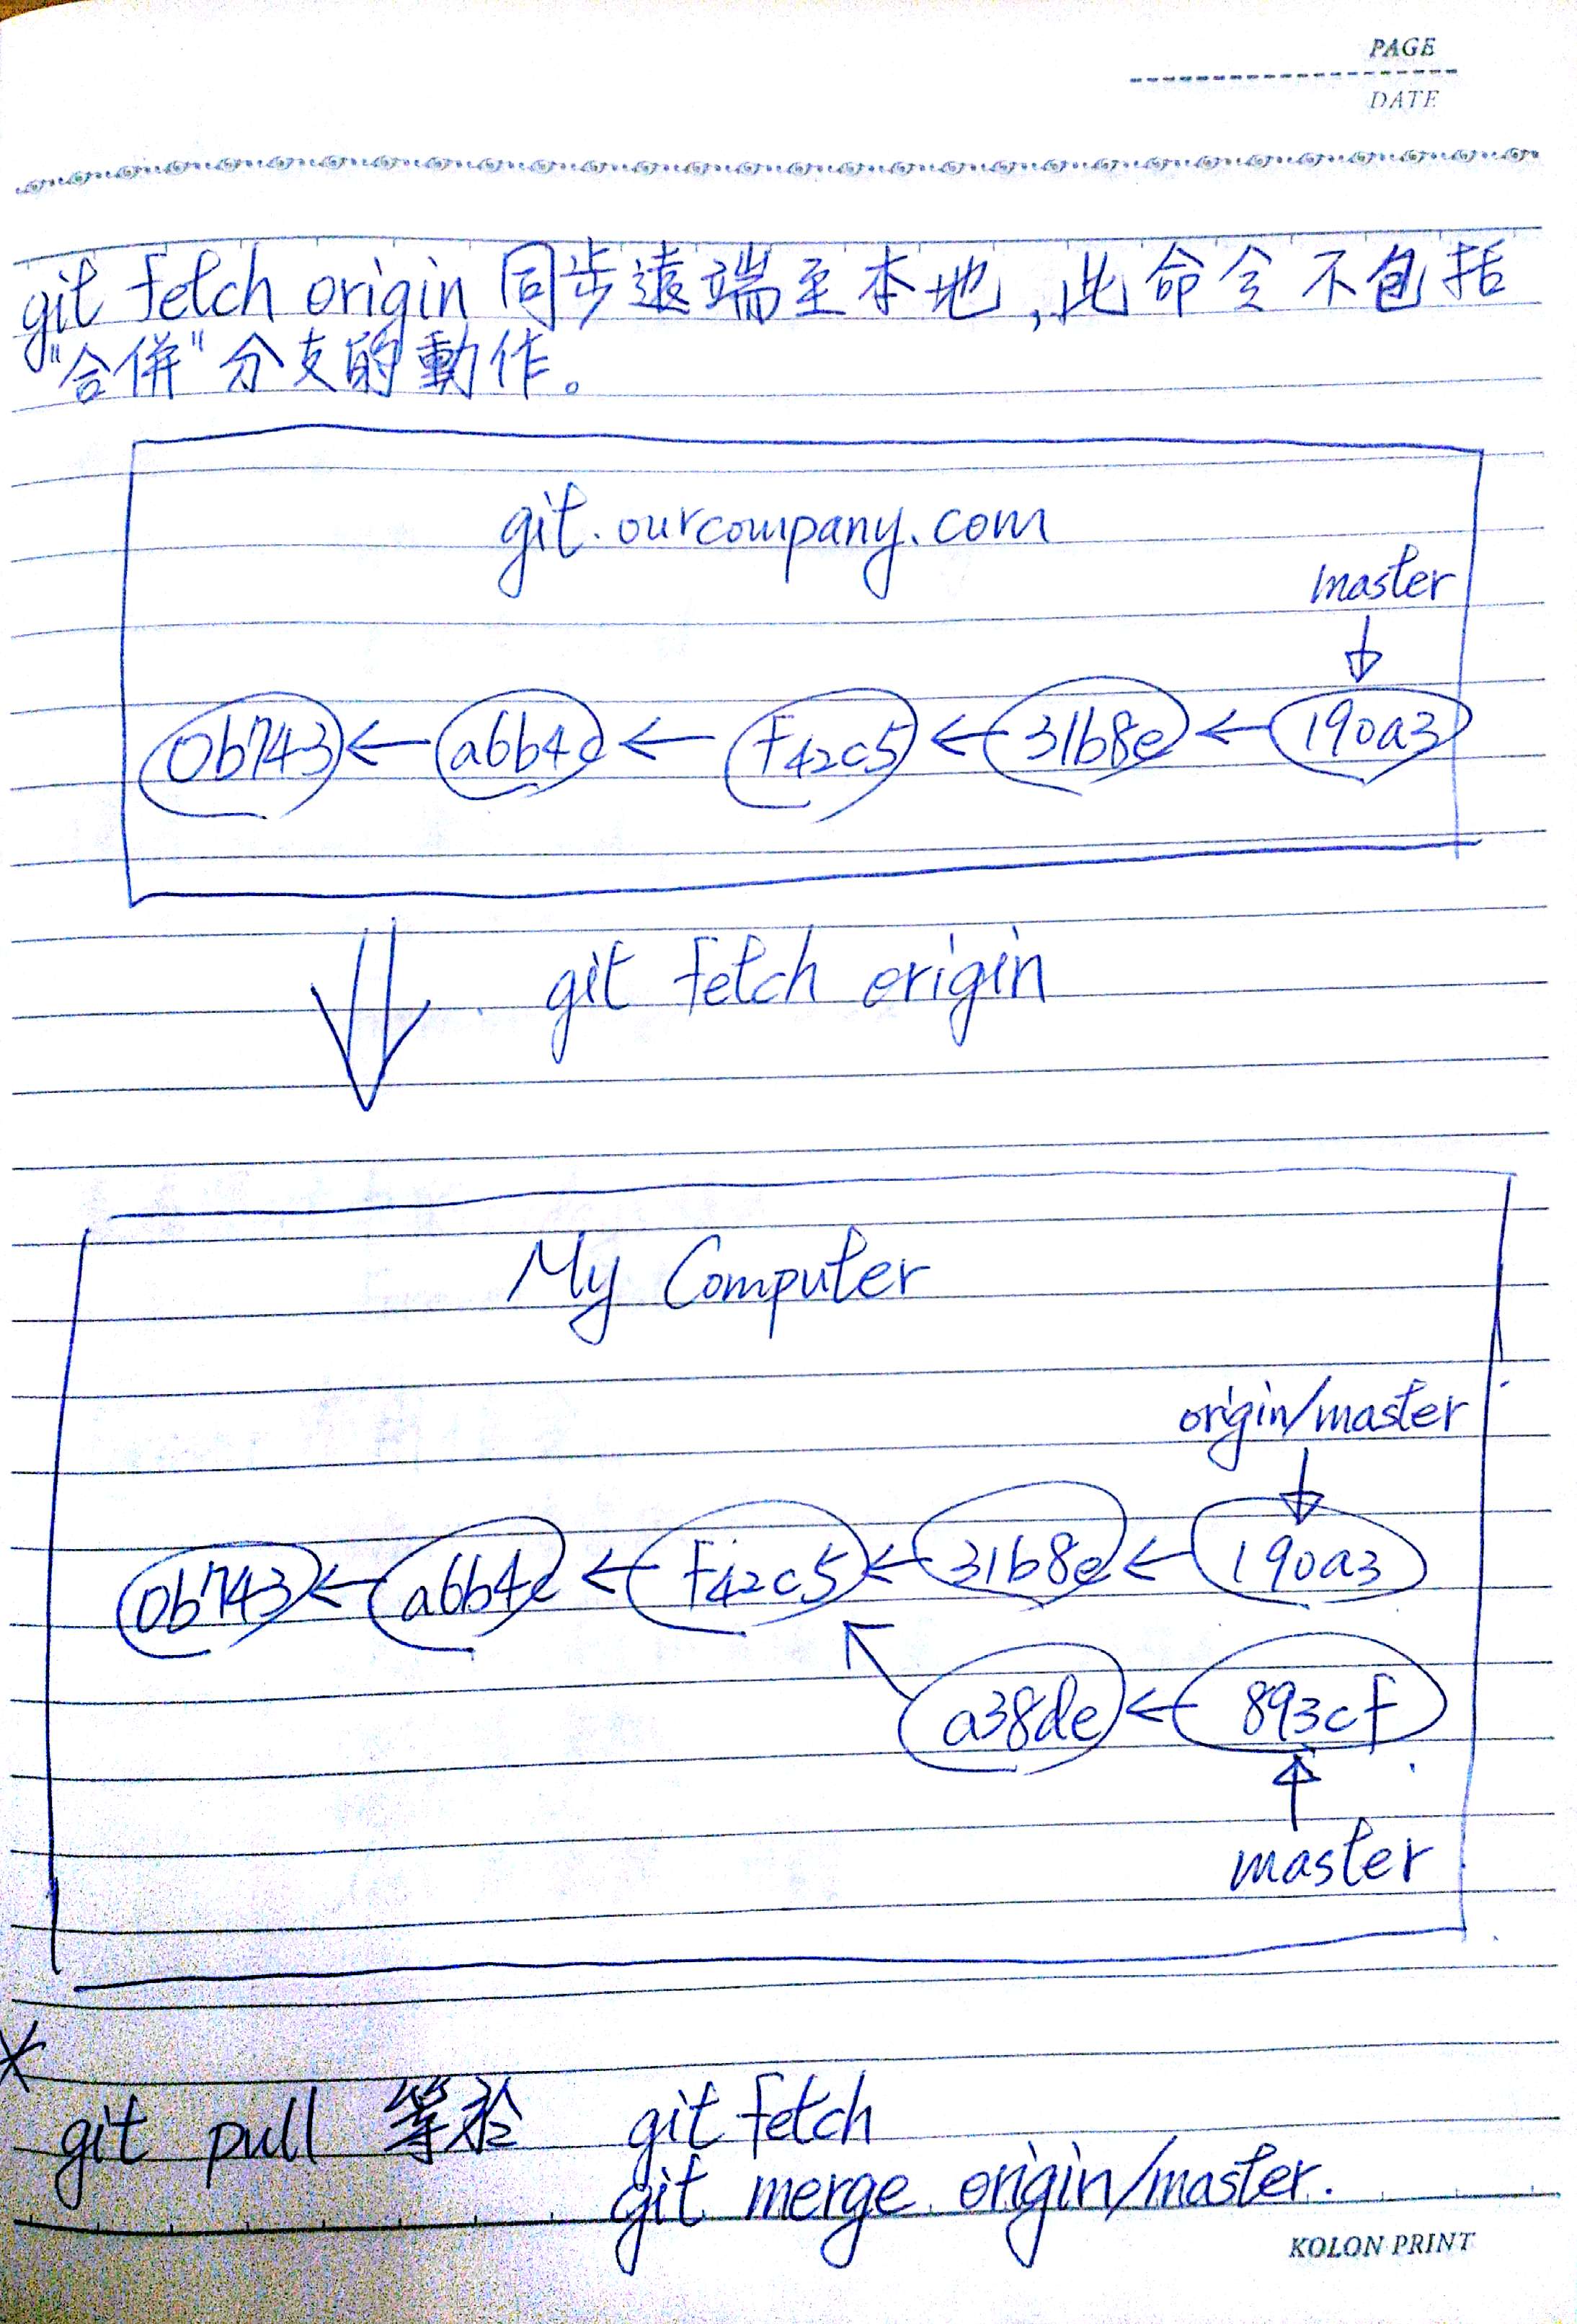 PAGE
DATE
git fetch origin 同步遠端至本地,此命令不包括
"合併"分支的動作。
git.ourcompany.com
master
0b743 ← a6b4c ← f42c5 ← 31b8e ← 190a3
git fetch origin
My Computer
origin/master
0b743 ← a6b4c ← f42c5 ← 31b8e ← 190a3
a38de ← 893cf
master
*
git pull 等於 git fetch
git merge origin/master.
KOLON PRINT